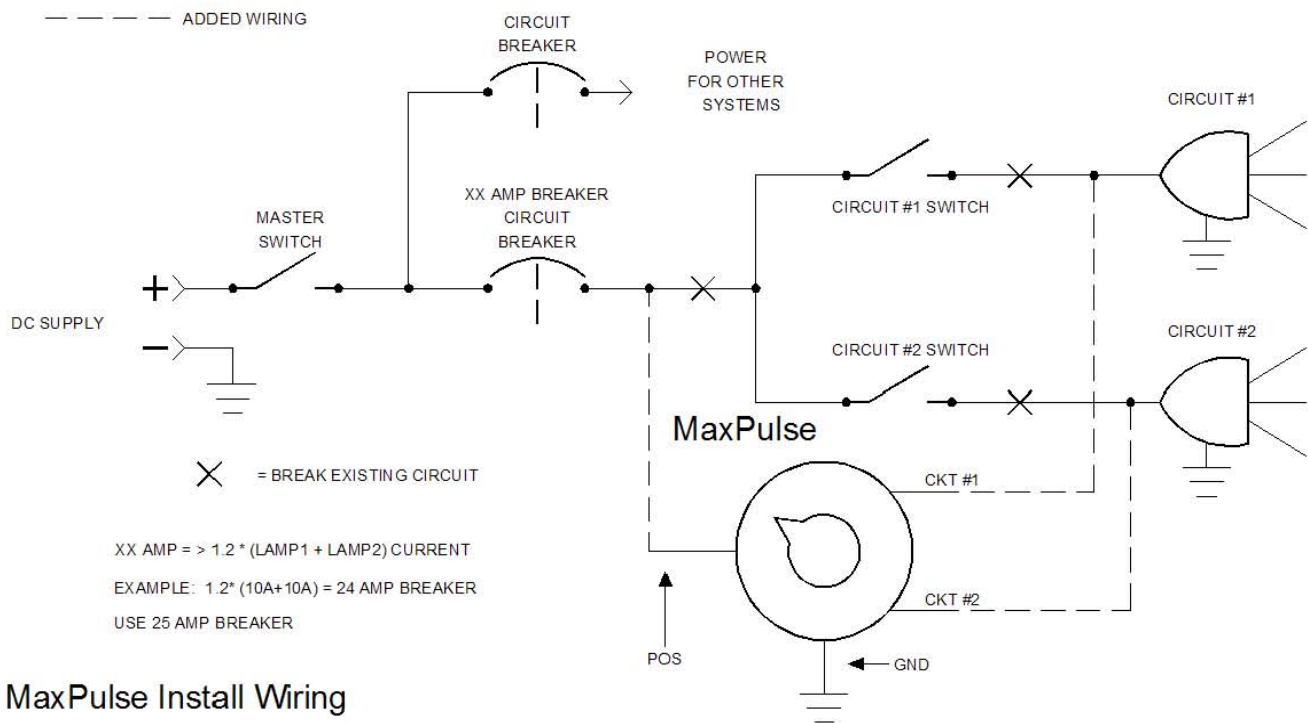 ADDED WIRING
CIRCUIT
BREAKER
POWER
FOR OTHER
SYSTEMS
CIRCUIT #1
XX AMP BREAKER
CIRCUIT
BREAKER
CIRCUIT #1 SWITCH
MASTER
SWITCH
+
DC SUPPLY
−
CIRCUIT #2 SWITCH
CIRCUIT #2
MaxPulse
X = BREAK EXISTING CIRCUIT
CKT #1
XX AMP = > 1.2 * (LAMP1 + LAMP2) CURRENT
EXAMPLE: 1.2* (10A+10A) = 24 AMP BREAKER
USE 25 AMP BREAKER
CKT #2
POS
GND
MaxPulse Install Wiring